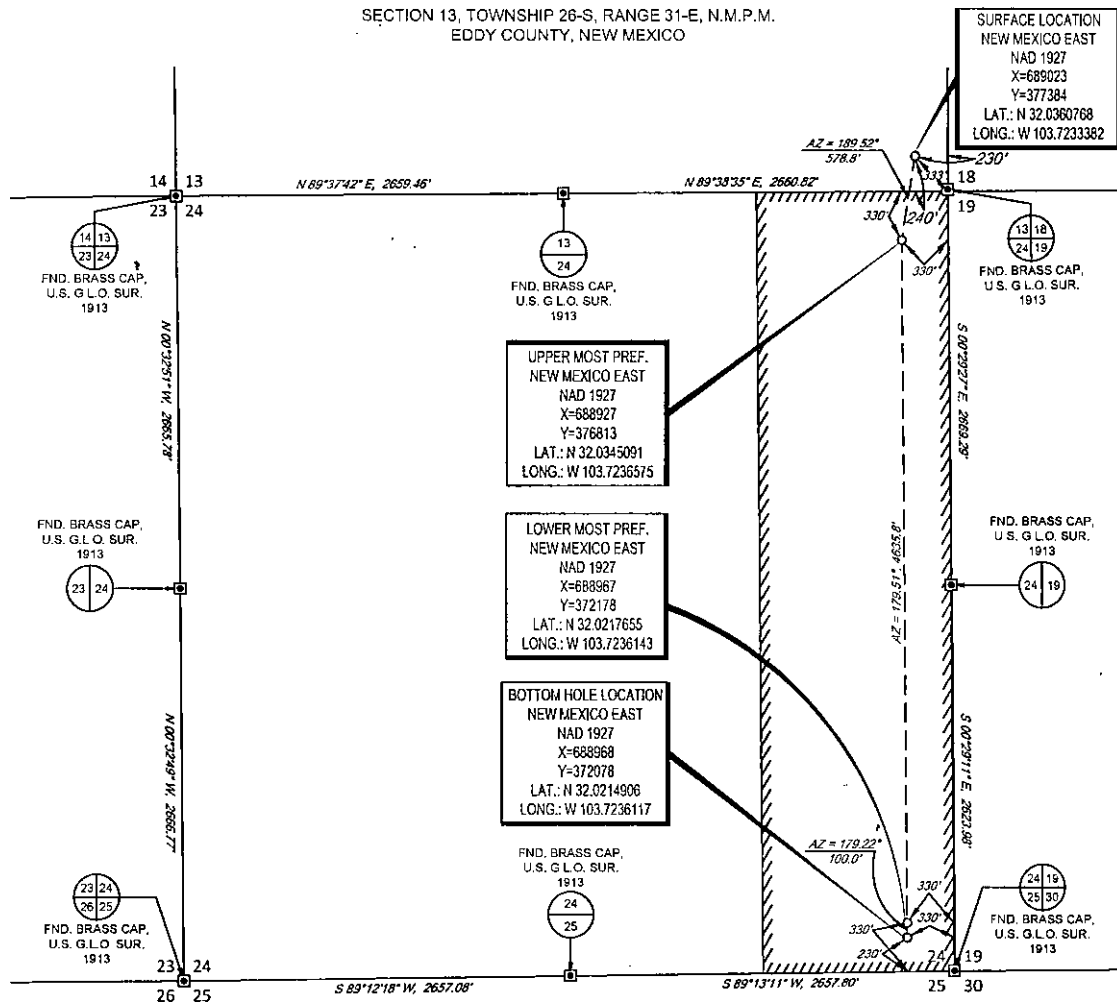 SECTION 13, TOWNSHIP 26-S, RANGE 31-E, N.M.P.M.
EDDY COUNTY, NEW MEXICO
SURFACE LOCATION
NEW MEXICO EAST
NAD 1927
X=689023
Y=377384
LAT.: N 32.0360768
LONG.: W 103.7233382
AZ = 189.52°
578.8'
230'
333'
240'
14 13
23 24
N 89°37'42" E, 2659.46'
N 89°38'35" E, 2660.82'
18
19
330'
330'
14 13
23 24
FND. BRASS CAP,
U.S. G.L.O. SUR.
1913
13
24
FND. BRASS CAP,
U.S. G.L.O. SUR.
1913
13 18
24 19
FND. BRASS CAP,
U.S. G.L.O. SUR.
1913
N 00°32'51" W, 2665.78'
S 00°29'27" E, 2669.29'
UPPER MOST PREF.
NEW MEXICO EAST
NAD 1927
X=688927
Y=376813
LAT.: N 32.0345091
LONG.: W 103.7236575
FND. BRASS CAP,
U.S. G.L.O. SUR.
1913
23 24
LOWER MOST PREF.
NEW MEXICO EAST
NAD 1927
X=688967
Y=372178
LAT.: N 32.0217655
LONG.: W 103.7236143
AZ = 179.51°, 4635.8'
FND. BRASS CAP,
U.S. G.L.O. SUR.
1913
24 19
BOTTOM HOLE LOCATION
NEW MEXICO EAST
NAD 1927
X=688968
Y=372078
LAT.: N 32.0214906
LONG.: W 103.7236117
N 00°32'49" W, 2666.77'
S 00°29'11" E, 2623.98'
AZ = 179.22°
100.0'
23 24
26 25
FND. BRASS CAP,
U.S. G.L.O. SUR.
1913
FND. BRASS CAP,
U.S. G.L.O. SUR.
1913
24
25
330'
330'
330'
230'
24 19
25 30
FND. BRASS CAP,
U.S. G.L.O. SUR.
1913
23 24
26 25
S 89°12'18" W, 2657.08'
S 89°13'11" W, 2657.80'
24 19
25 30